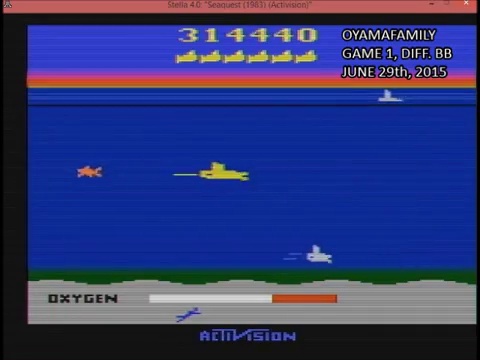 Stella 4.0: "Seaquest (1983) (Activision)"
314440
OYAMAFAMILY
GAME 1, DIFF. BB
JUNE 29th, 2015
OXYGEN
ACTIVISION